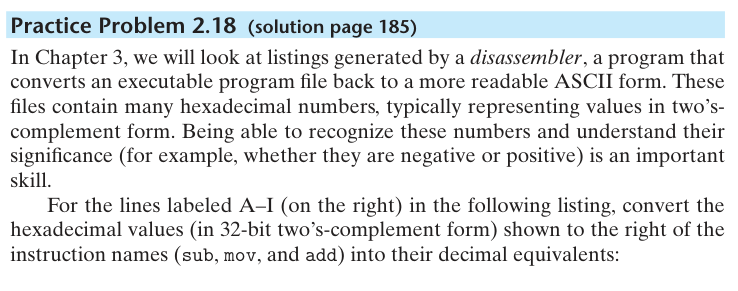 Practice Problem 2.18 (solution page 185)
In Chapter 3, we will look at listings generated by a disassembler, a program that
converts an executable program file back to a more readable ASCII form. These
files contain many hexadecimal numbers, typically representing values in two's-
complement form. Being able to recognize these numbers and understand their
significance (for example, whether they are negative or positive) is an important
skill.
For the lines labeled A–I (on the right) in the following listing, convert the
hexadecimal values (in 32-bit two's-complement form) shown to the right of the
instruction names (sub, mov, and add) into their decimal equivalents: